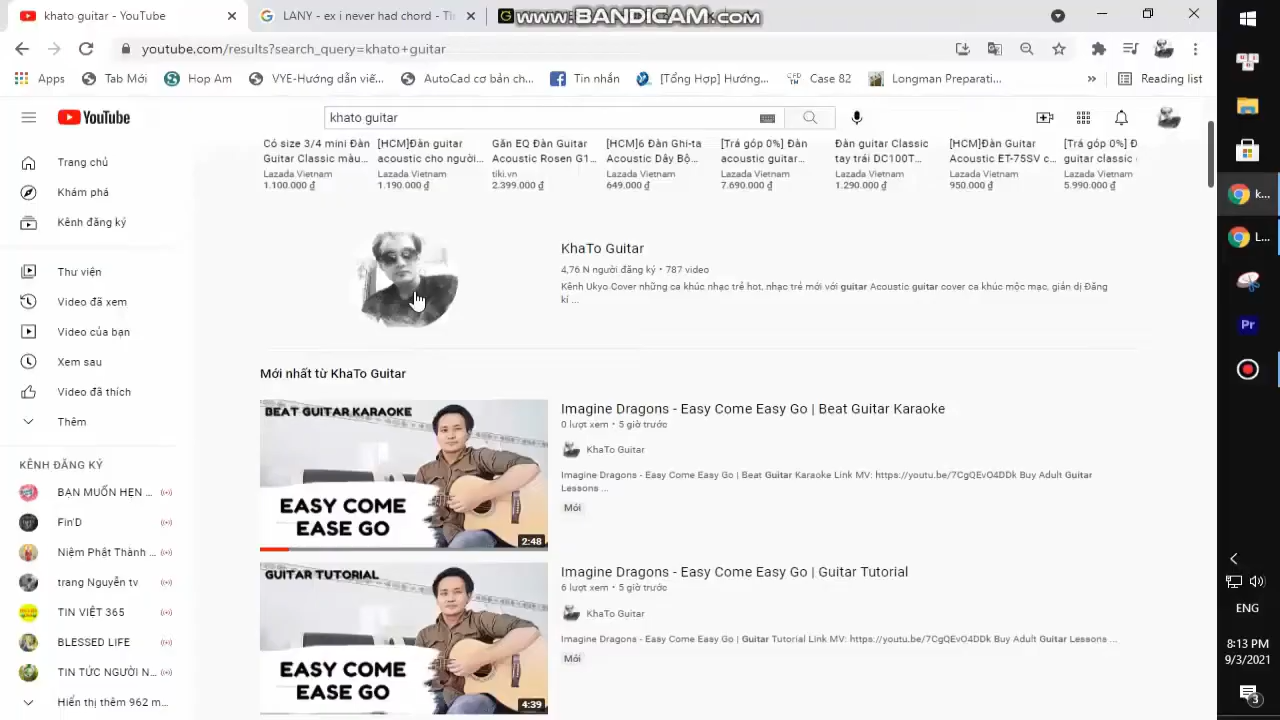 khato guitar - YouTube
LANY - ex i never had chord - Ti
www.BANDICAM.com
youtube.com/results?search_query=khato+guitar
Apps
Tab Mới
Hop Am
VYE-Hướng dẫn viê...
AutoCad cơ bản ch...
Tin nhắn
[Tổng Hợp] Hướng...
Case 82
Longman Preparati...
»
Reading list
YouTube
khato guitar
Có size 3/4 mini Đàn
Guitar Classic màu...
Lazada Vietnam
1.100.000 ₫
[HCM]Đàn guitar
acoustic cho người...
Lazada Vietnam
1.190.000 ₫
Gắn EQ Đàn Guitar
Acoustic Rosen G1...
tiki.vn
2.399.000 ₫
[HCM]6 Đàn Ghi-ta
Acoustic Dây Bộ...
Lazada Vietnam
649.000 ₫
[Trả góp 0%] Đàn
acoustic guitar...
Lazada Vietnam
7.690.000 ₫
Đàn guitar Classic
tay trái DC100T...
Lazada Vietnam
1.290.000 ₫
[HCM]Đàn Guitar
Acoustic ET-75SV c...
Lazada Vietnam
950.000 ₫
[Trả góp 0%] Đàn
guitar classic
Lazada Vietnam
5.990.000 ₫
Trang chủ
Khám phá
Kênh đăng ký
Thư viện
Video đã xem
Video của bạn
Xem sau
Video đã thích
Thêm
KÊNH ĐĂNG KÝ
BẠN MUỐN HẸN ...
Fin'D
Niệm Phật Thành ...
trang Nguyễn tv
TIN VIỆT 365
BLESSED LIFE
TIN TỨC NGƯỜI N...
Hiển thị thêm 962 m...
KhaTo Guitar
4,76 N người đăng ký • 787 video
Kênh Ukyo Cover những ca khúc nhạc trẻ hot, nhạc trẻ mới với guitar Acoustic guitar cover ca khúc mộc mạc, giản dị Đăng
kí ...
Mới nhất từ KhaTo Guitar
BEAT GUITAR KARAOKE
EASY COME
EASE GO
2:48
Imagine Dragons - Easy Come Easy Go | Beat Guitar Karaoke
0 lượt xem • 5 giờ trước
KhaTo Guitar
Imagine Dragons - Easy Come Easy Go | Beat Guitar Karaoke Link MV: https://youtu.be/7CgQEvO4DDk Buy Adult Guitar
Lessons ...
Mới
GUITAR TUTORIAL
EASY COME
EASE GO
4:39
Imagine Dragons - Easy Come Easy Go | Guitar Tutorial
6 lượt xem • 5 giờ trước
KhaTo Guitar
Imagine Dragons - Easy Come Easy Go | Guitar Tutorial Link MV: https://youtu.be/7CgQEvO4DDk Buy Adult Guitar Lessons ...
Mới
k...
L...
Pr
ENG
8:13 PM
9/3/2021
3